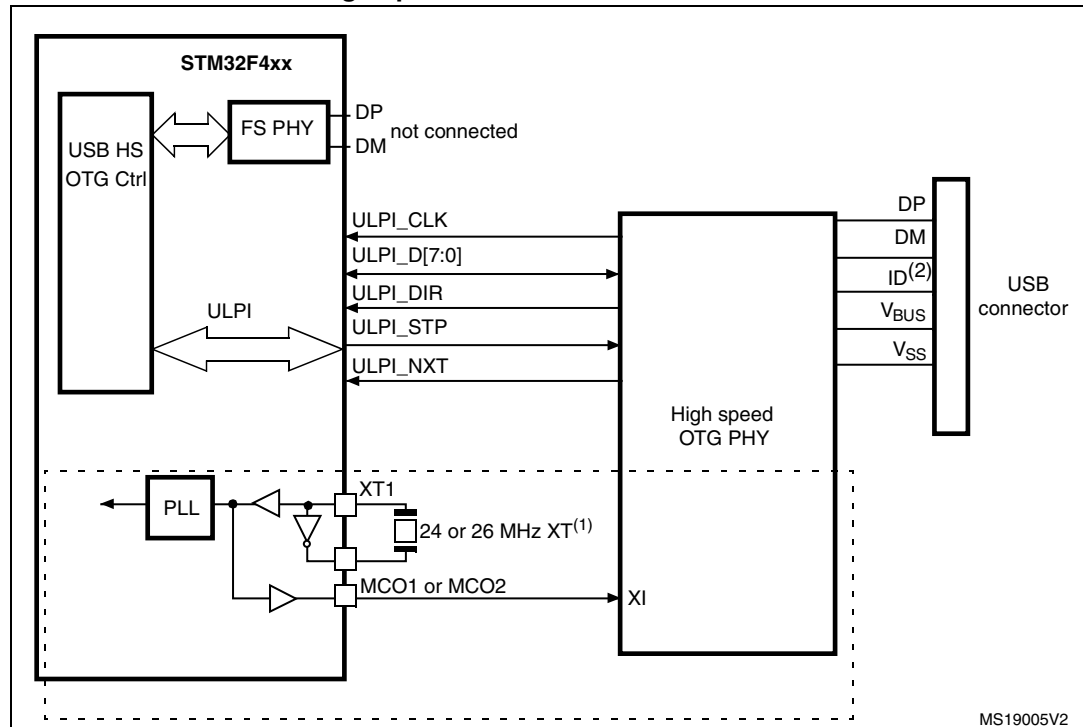 STM32F4xx
USB HS
OTG Ctrl
FS PHY
DP
DM
not connected
ULPI
ULPI_CLK
ULPI_D[7:0]
ULPI_DIR
ULPI_STP
ULPI_NXT
High speed
OTG PHY
DP
DM
ID(2)
VBUS
VSS
USB
connector
PLL
XT1
24 or 26 MHz XT(1)
MCO1 or MCO2
XI
MS19005V2